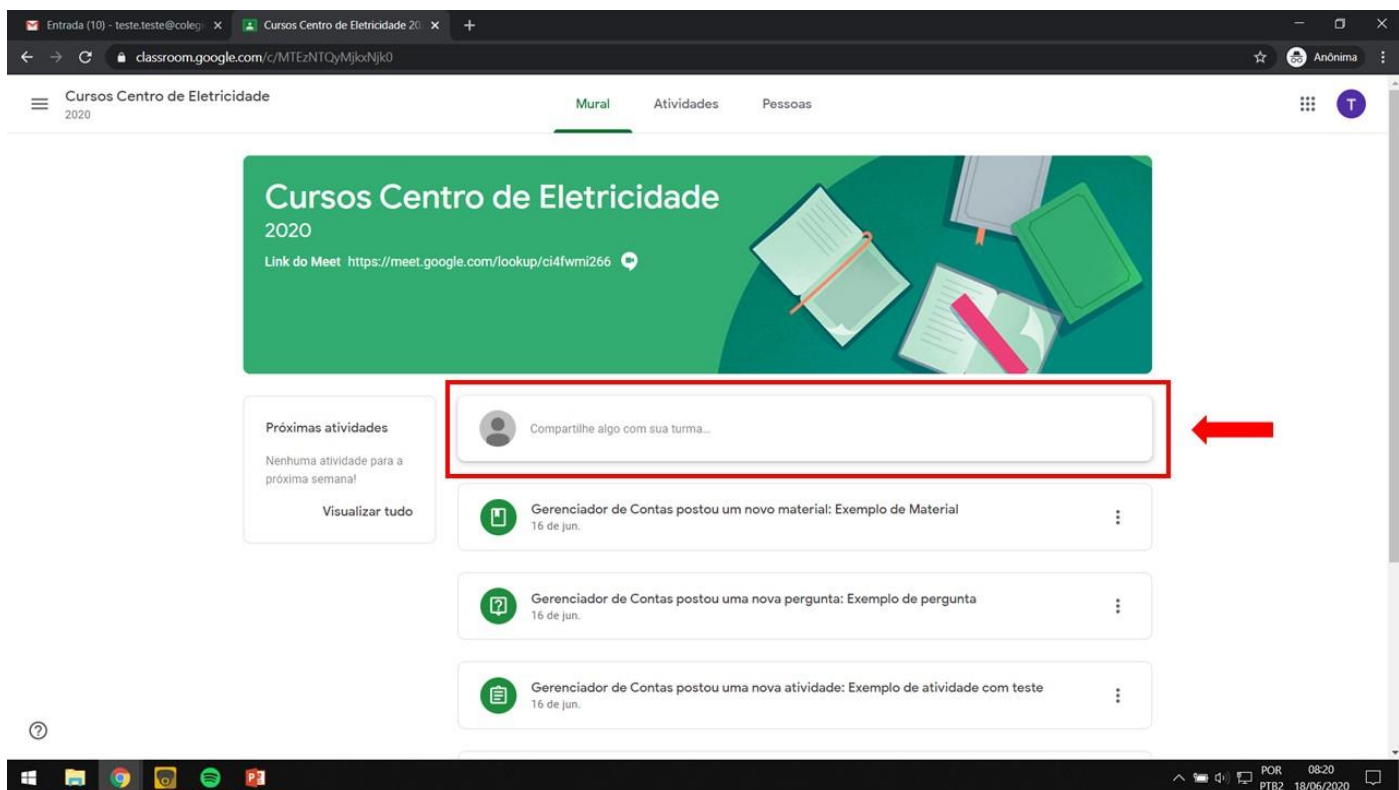 Entrada (10) - teste.teste@coleg
Cursos Centro de Eletricidade 20
classroom.google.com/c/MTEzNTQyMjkxNjk0
Anônima
Cursos Centro de Eletricidade
2020
Mural
Atividades
Pessoas
T
Cursos Centro de Eletricidade
2020
Link do Meet https://meet.google.com/lookup/ci4fwmi266
Próximas atividades
Nenhuma atividade para a
próxima semana!
Visualizar tudo
Compartilhe algo com sua turma...
Gerenciador de Contas postou um novo material: Exemplo de Material
16 de jun.
Gerenciador de Contas postou uma nova pergunta: Exemplo de pergunta
16 de jun.
Gerenciador de Contas postou uma nova atividade: Exemplo de atividade com teste
16 de jun.
POR
PTB2
08:20
18/06/2020